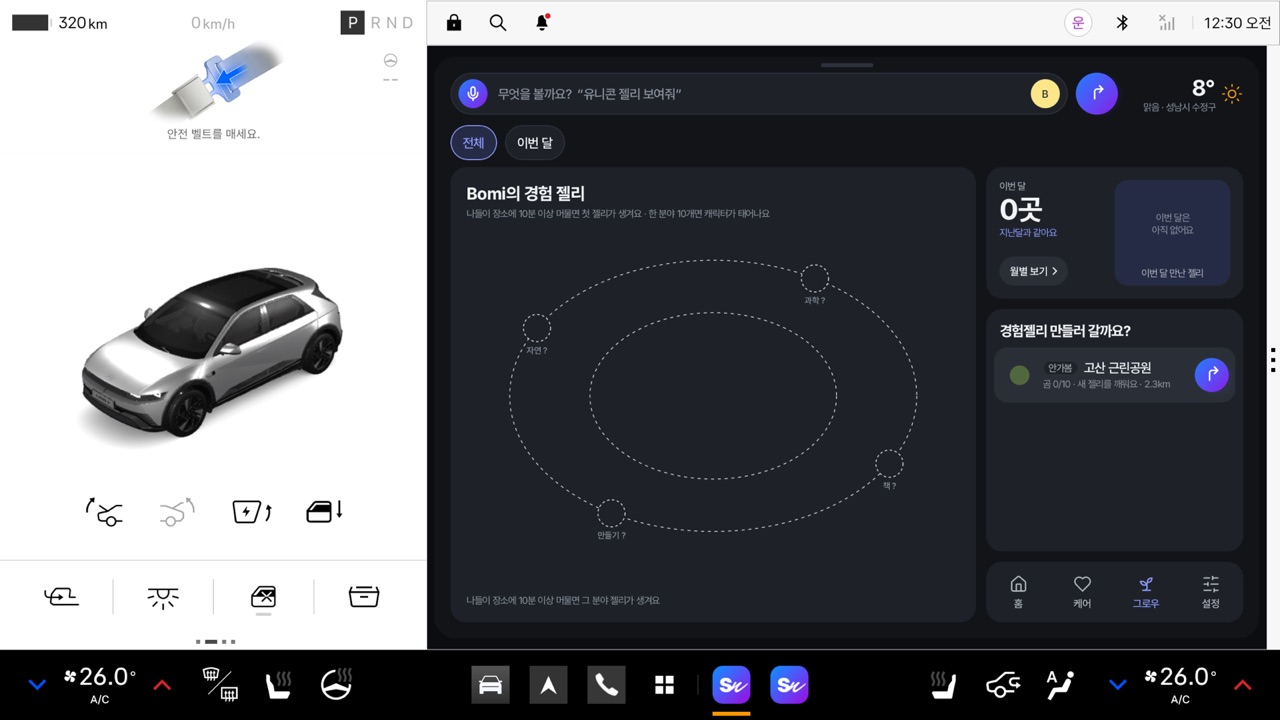 320 km
0 km/h
P R N D
안전 벨트를 매세요.
--
운
12:30 오전
무엇을 볼까요? “유니콘 젤리 보여줘”
B
8°
맑음 · 성남시 수정구
전체
이번 달
Bomi의 경험 젤리
나들이 장소에 10분 이상 머물면 첫 젤리가 생겨요 · 한 분야 10개면 캐릭터가 태어나요
과학 ?
자연 ?
책 ?
만들기 ?
나들이 장소에 10분 이상 머물면 그 분야 젤리가 생겨요
이번 달
0곳
지난달과 같아요
월별 보기
이번 달은
아직 없어요
이번 달 만난 젤리
경험젤리 만들러 갈까요?
안가봄 고산 근린공원
곰 0/10 · 새 젤리를 깨워요 · 2.3km
홈
케어
그로우
설정
26.0°
A/C
A
26.0°
A/C